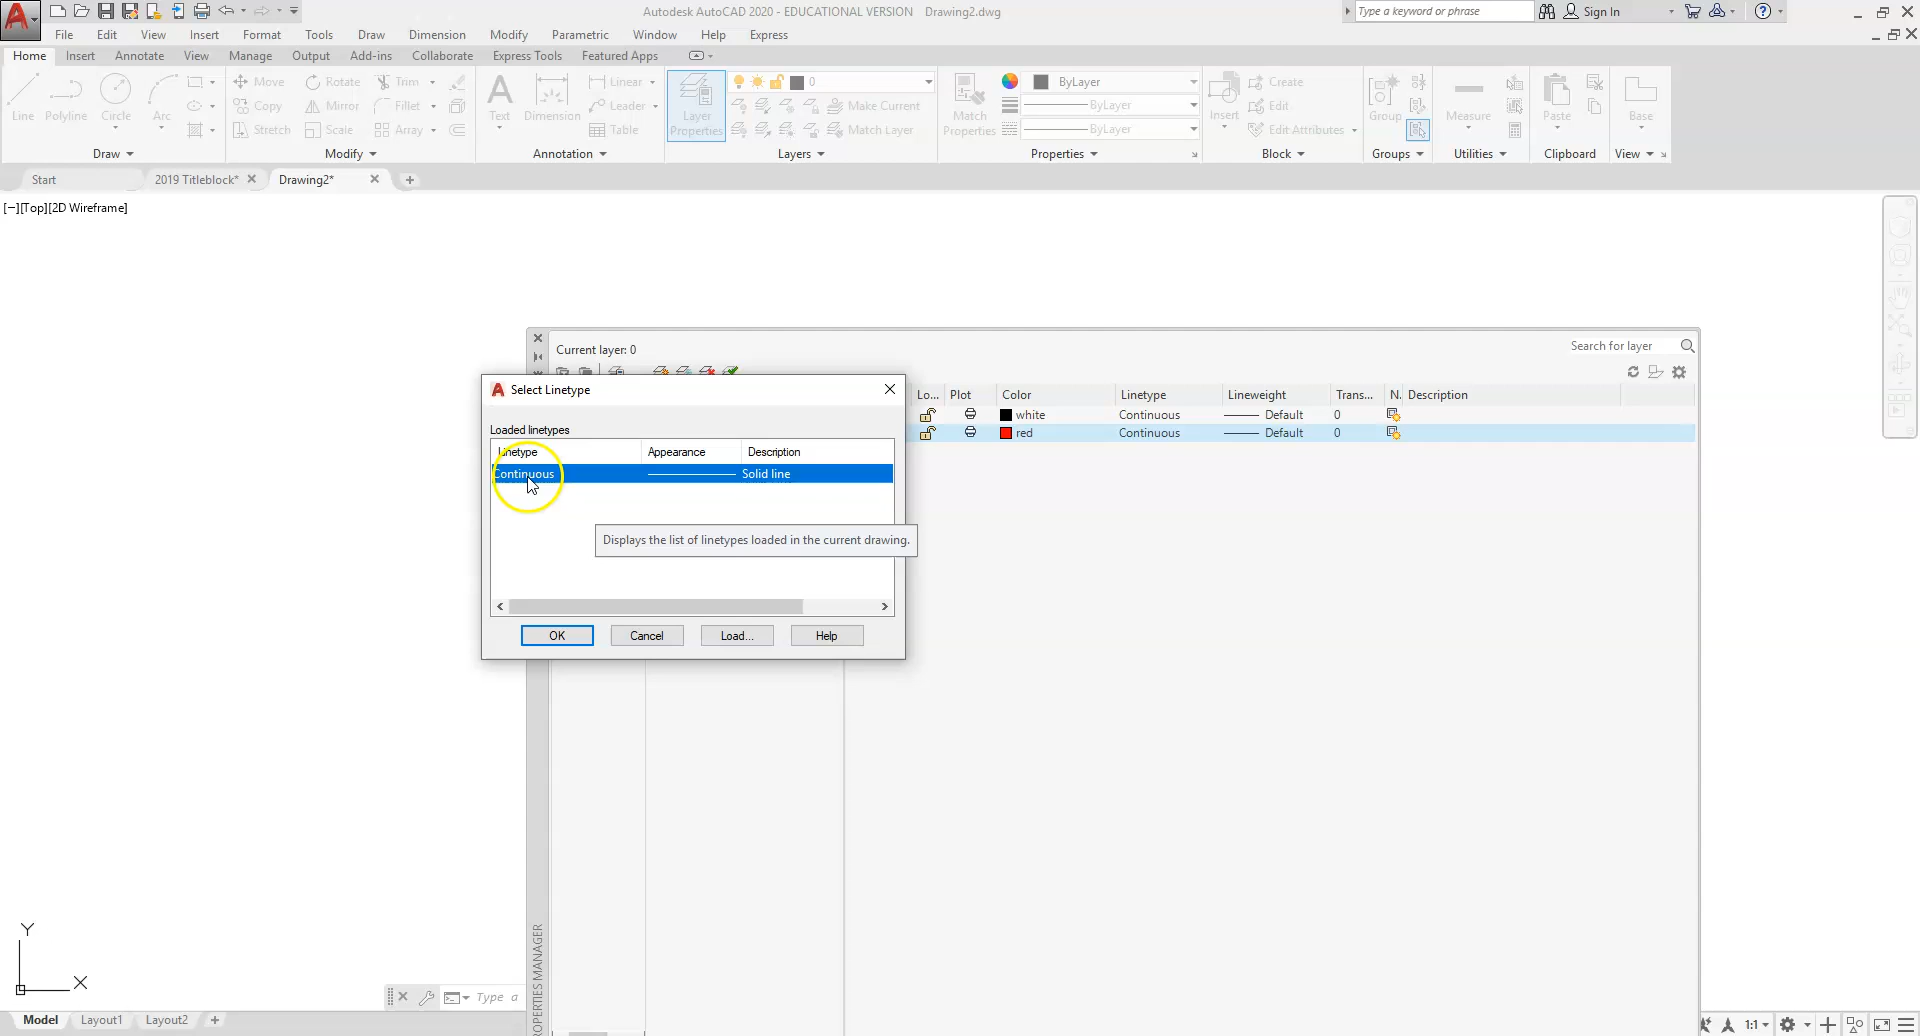 Autodesk AutoCAD 2020 - EDUCATIONAL VERSION Drawing2.dwg
Type a keyword or phrase
Sign In
File Edit View Insert Format Tools Draw Dimension Modify Parametric Window Help Express
Home Insert Annotate View Manage Output Add-ins Collaborate Express Tools Featured Apps
Line Polyline Circle Arc
Draw
Move Rotate Trim
Copy Mirror Fillet
Stretch Scale Array
Modify
Text Dimension
Linear
Leader
Table
Annotation
Layer Properties
0
Make Current
Match Layer
Layers
Match Properties
ByLayer
ByLayer
ByLayer
Properties
Insert
Create
Edit
Edit Attributes
Block
Group
Groups
Measure
Utilities
Paste
Clipboard
Base
View
Start 2019 Titleblock* Drawing2*
[−][Top][2D Wireframe]
Current layer: 0
Search for layer
Lo... Plot Color Linetype Lineweight Trans... N. Description
white Continuous Default 0
red Continuous Default 0
Select Linetype
Loaded linetypes
Linetype Appearance Description
Continuous Solid line
Displays the list of linetypes loaded in the current drawing.
OK Cancel Load... Help
Y
X
Type a
Model Layout1 Layout2
1:1